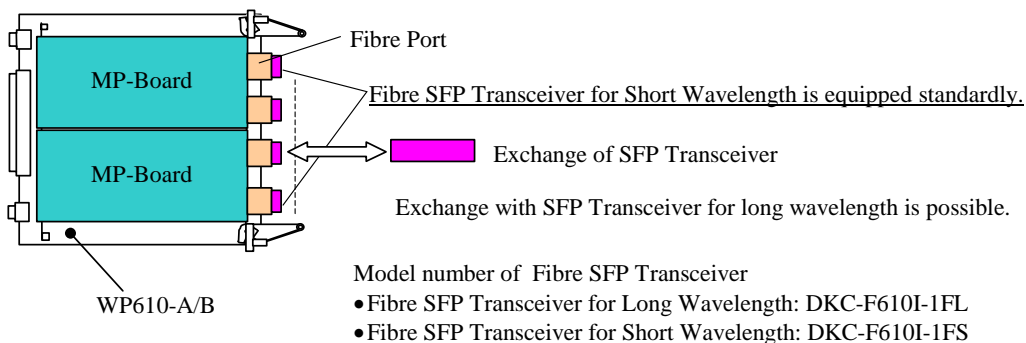 Fibre Port
MP-Board
Fibre SFP Transceiver for Short Wavelength is equipped standardly.
Exchange of SFP Transceiver
MP-Board
Exchange with SFP Transceiver for long wavelength is possible.
WP610-A/B
Model number of Fibre SFP Transceiver
•Fibre SFP Transceiver for Long Wavelength: DKC-F610I-1FL
•Fibre SFP Transceiver for Short Wavelength: DKC-F610I-1FS